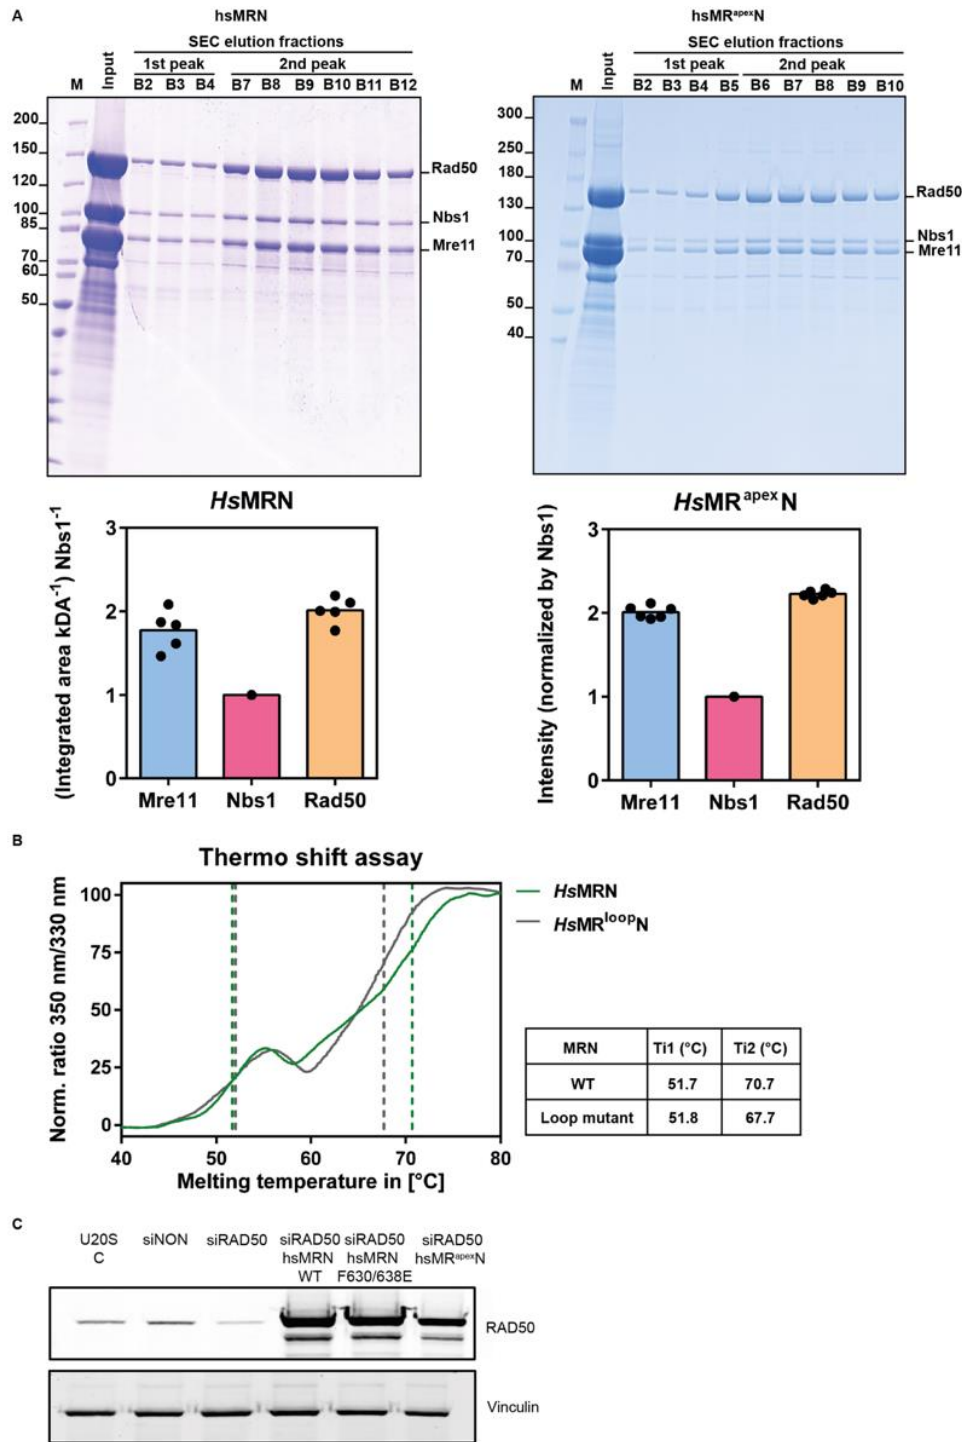 A
hsMRN
SEC elution fractions
1st peak 2nd peak
M Input B2 B3 B4 B7 B8 B9 B10 B11 B12
200
150
120
100
85
70
60
50
Rad50
Nbs1
Mre11
hsMRᵃᵖᵉˣN
SEC elution fractions
1st peak 2nd peak
M Input B2 B3 B4 B5 B6 B7 B8 B9 B10
300
250
180
130
100
70
50
40
Rad50
Nbs1
Mre11
HsMRN
(Integrated area kDA⁻¹) Nbs1⁻¹
3
2
1
0
Mre11 Nbs1 Rad50
HsMRᵃᵖᵉˣN
Intensity (normalized by Nbs1)
3
2
1
0
Mre11 Nbs1 Rad50
B
Thermo shift assay
Norm. ratio 350 nm/330 nm
100
75
50
25
0
40 50 60 70 80
Melting temperature in [°C]
HsMRN
HsMRˡᵒᵒᵖN
MRN Ti1 (°C) Ti2 (°C)
WT 51.7 70.7
Loop mutant 51.8 67.7
C
U20S siNON siRAD50 siRAD50 siRAD50 siRAD50
C hsMRN hsMRN hsMRᵃᵖᵉˣN
WT F630/638E
RAD50
Vinculin